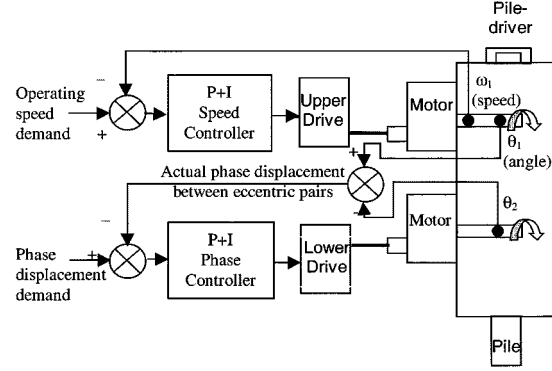 Pile-
driver
Operating
speed
demand
−
+
P+I
Speed
Controller
Upper
Drive
Motor
ω1
(speed)
θ1
(angle)
Actual phase displacement
between eccentric pairs
+
-
θ2
Phase
displacement
demand
−
+
P+I
Phase
Controller
Lower
Drive
Motor
Pile